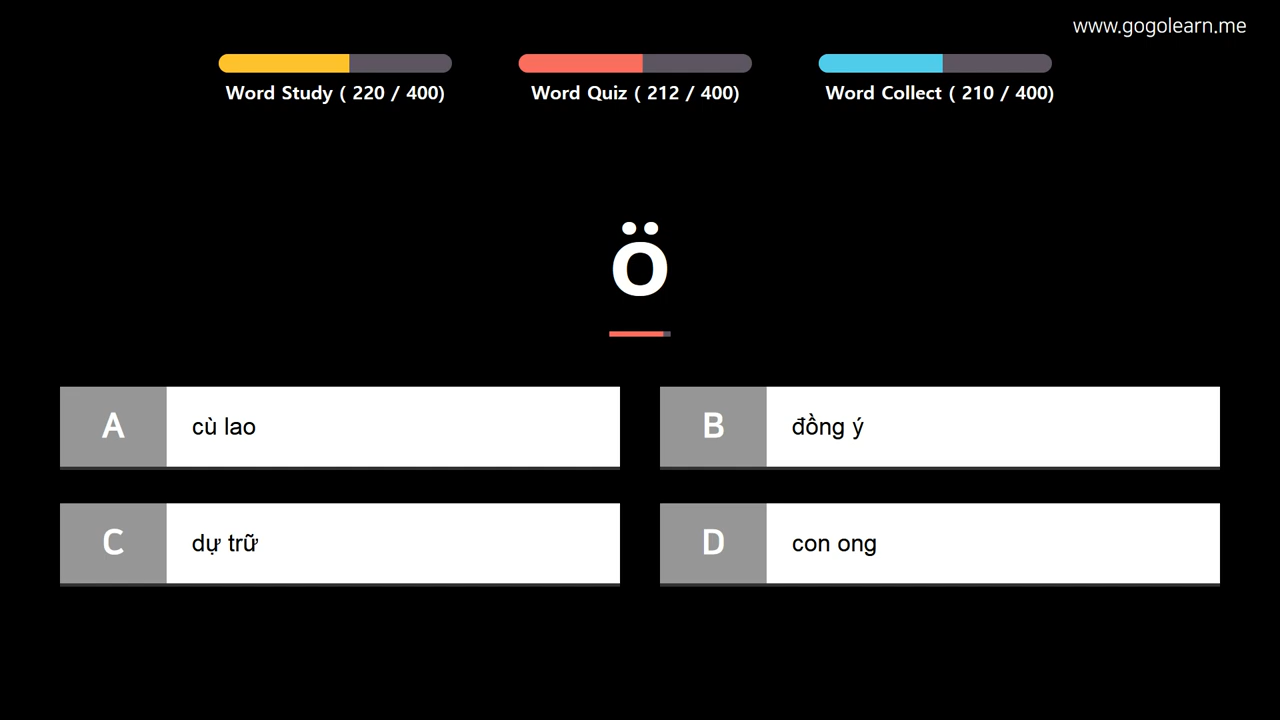 www.gogolearn.me
Word Study ( 220 / 400)
Word Quiz ( 212 / 400)
Word Collect ( 210 / 400)
ö
A cù lao
B đồng ý
C dự trữ
D con ong